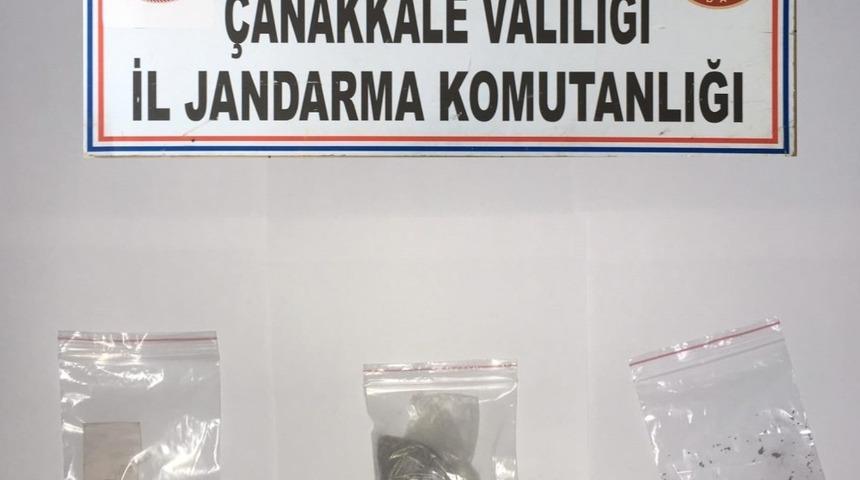 ÇANAKKALE VALİLİĞİ
İL JANDARMA KOMUTANLIĞI